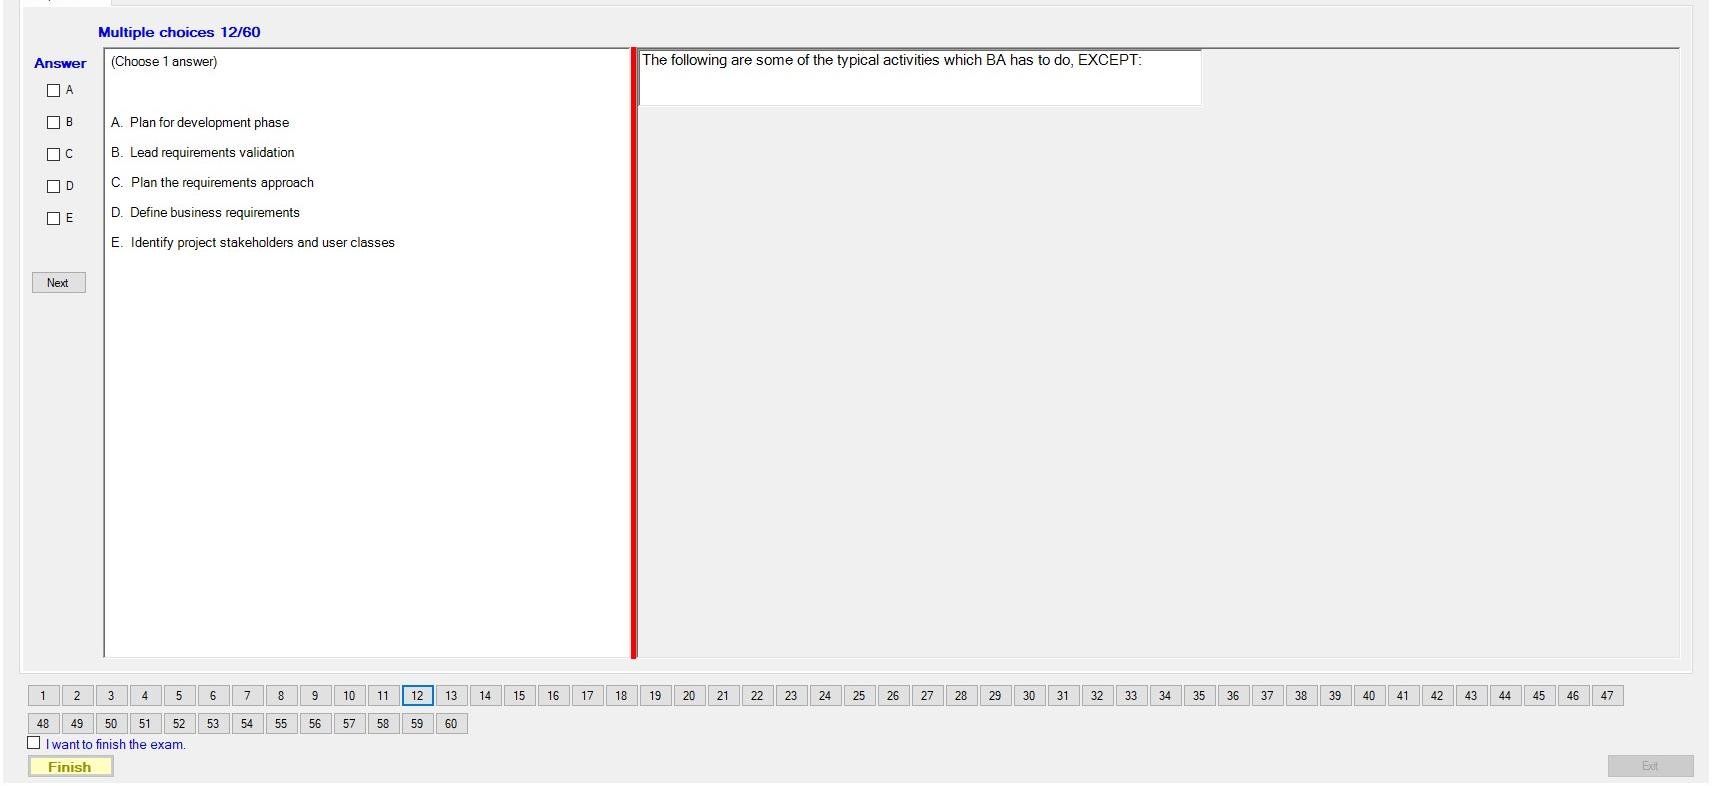 Multiple choices 12/60
Answer
A
B
C
D
E
Next
(Choose 1 answer)
A. Plan for development phase
B. Lead requirements validation
C. Plan the requirements approach
D. Define business requirements
E. Identify project stakeholders and user classes
The following are some of the typical activities which BA has to do, EXCEPT:
1 2 3 4 5 6 7 8 9 10 11 12 13 14 15 16 17 18 19 20 21 22 23 24 25 26 27 28 29 30 31 32 33 34 35 36 37 38 39 40 41 42 43 44 45 46 47
48 49 50 51 52 53 54 55 56 57 58 59 60
I want to finish the exam.
Finish
Exit